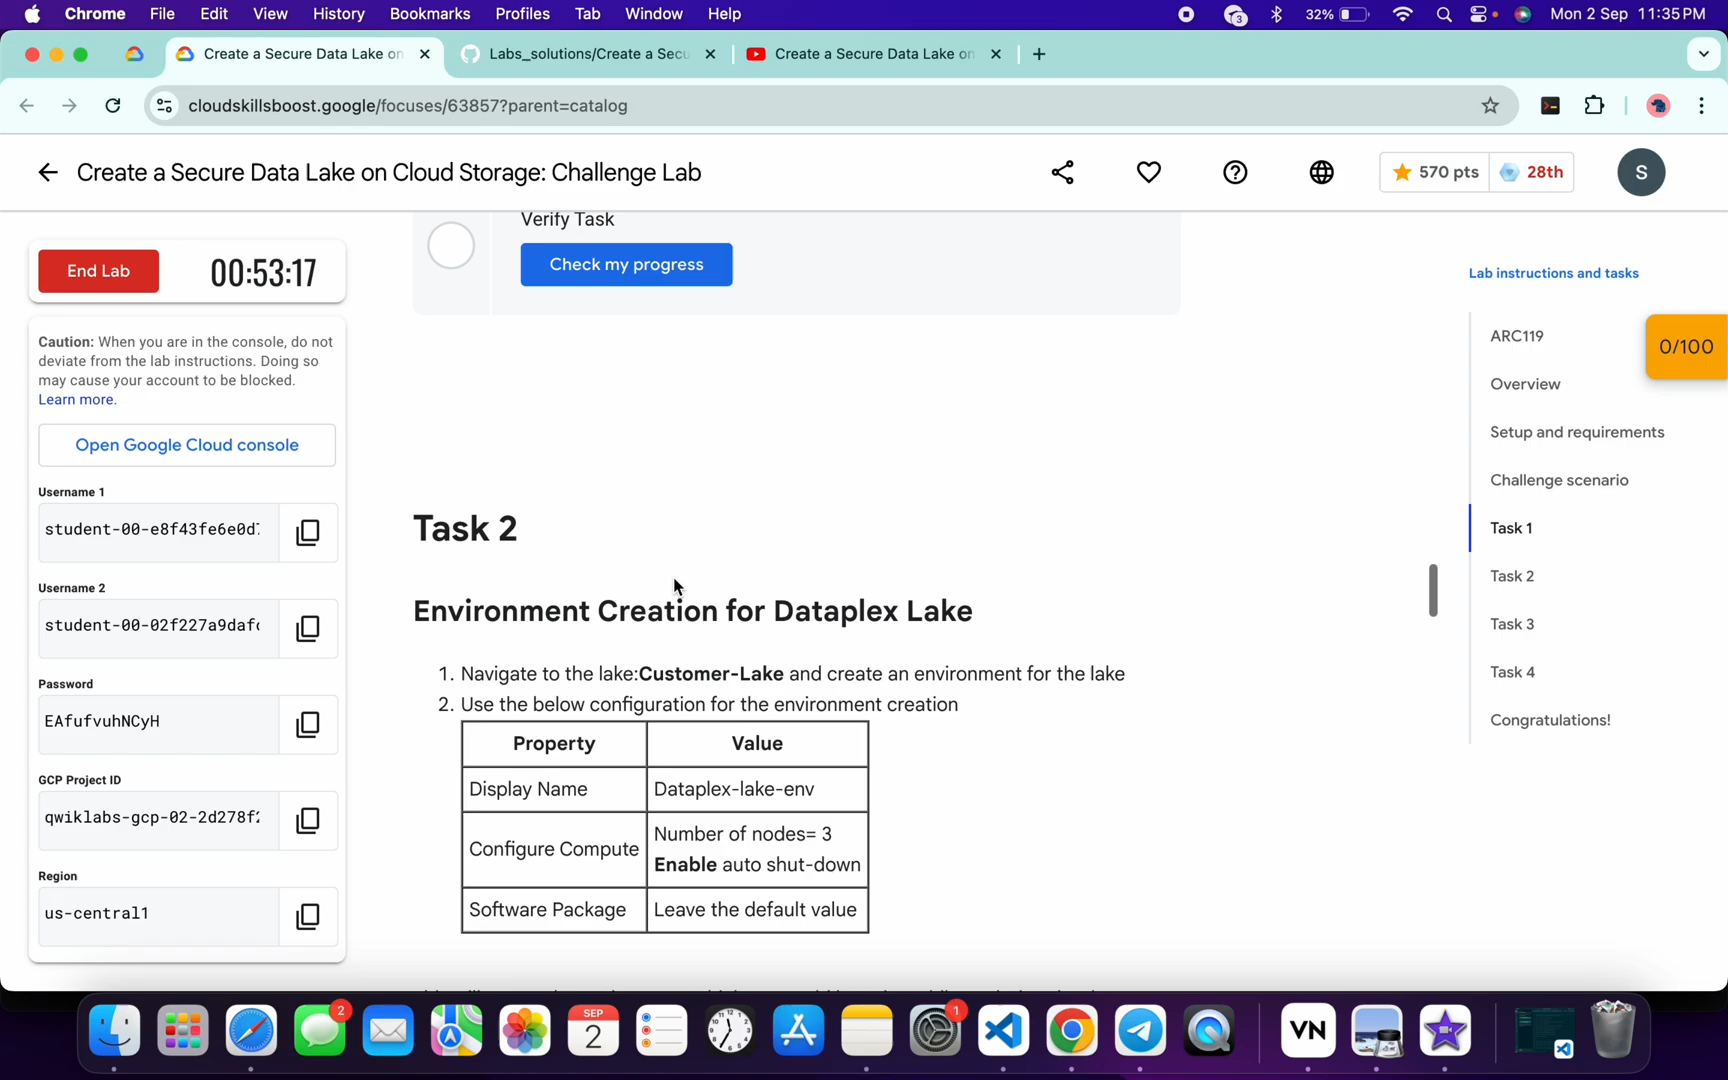 Chrome File Edit View History Bookmarks Profiles Tab Window Help 3 32% Mon 2 Sep 11:35 PM
Create a Secure Data Lake on Labs_solutions/Create a Secu Create a Secure Data Lake on
cloudskillsboost.google/focuses/63857?parent=catalog
Create a Secure Data Lake on Cloud Storage: Challenge Lab 570 pts 28th S
End Lab 00:53:17
Caution: When you are in the console, do not
deviate from the lab instructions. Doing so
may cause your account to be blocked.
Learn more.
Open Google Cloud console
Username 1
student-00-e8f43fe6e0d
Username 2
student-00-02f227a9daf
Password
EAfufvuhNCyH
GCP Project ID
qwiklabs-gcp-02-2d278f
Region
us-central1
Verify Task
Check my progress
Task 2
Environment Creation for Dataplex Lake
1. Navigate to the lake:Customer-Lake and create an environment for the lake
2. Use the below configuration for the environment creation
Property Value
Display Name Dataplex-lake-env
Configure Compute Number of nodes= 3
Enable auto shut-down
Software Package Leave the default value
Lab instructions and tasks
ARC119
0/100
Overview
Setup and requirements
Challenge scenario
Task 1
Task 2
Task 3
Task 4
Congratulations!
2 SEP 2 1 VN